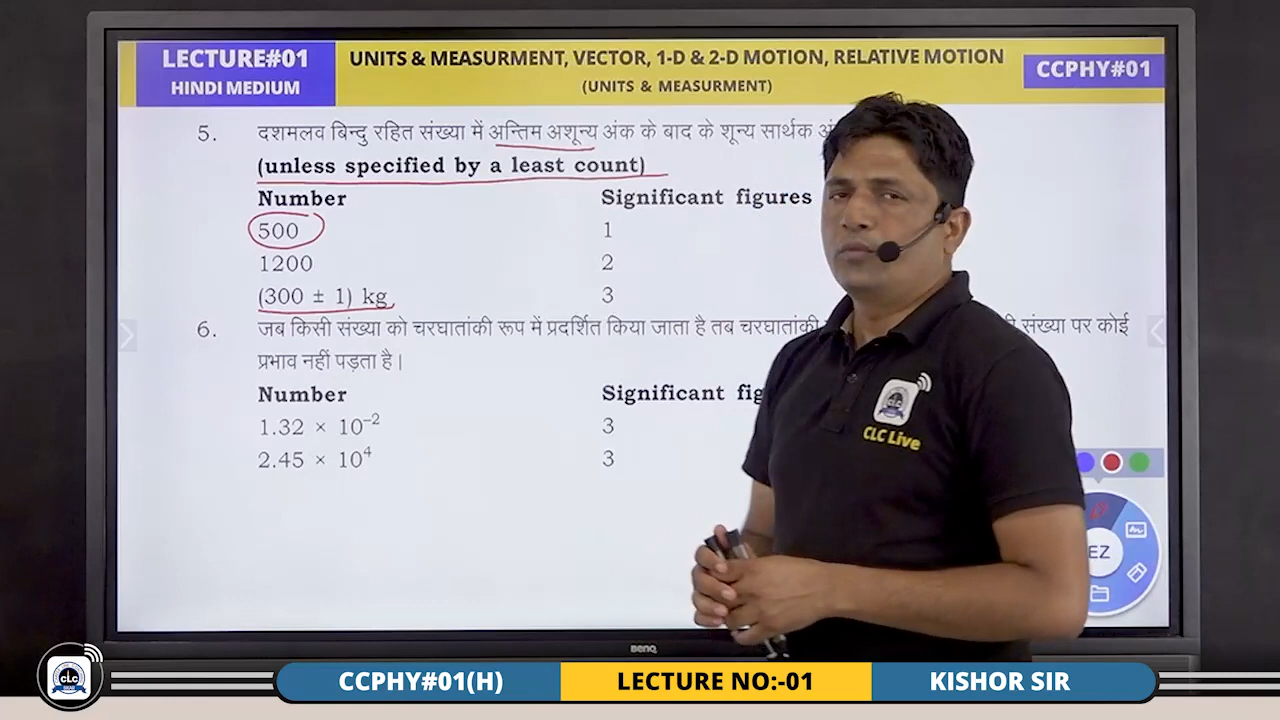 LECTURE#01
HINDI MEDIUM
UNITS & MEASURMENT, VECTOR, 1-D & 2-D MOTION, RELATIVE MOTION
(UNITS & MEASURMENT)
CCPHY#01
5. दशमलव बिन्दु रहित संख्या में अन्तिम अशून्य अंक के बाद के शून्य सार्थक
(unless specified by a least count)
Number Significant figures
500 1
1200 2
(300 ± 1) kg 3
6. जब किसी संख्या को चरघातांकी रूप में प्रदर्शित किया जाता है तब चरघातांकी संख्या पर कोई
प्रभाव नहीं पड़ता है।
Number Significant fig
1.32 × 10⁻² 3
2.45 × 10⁴ 3
CLC Live
EZ
BenQ
CLC
CCPHY#01(H)
LECTURE NO:-01
KISHOR SIR